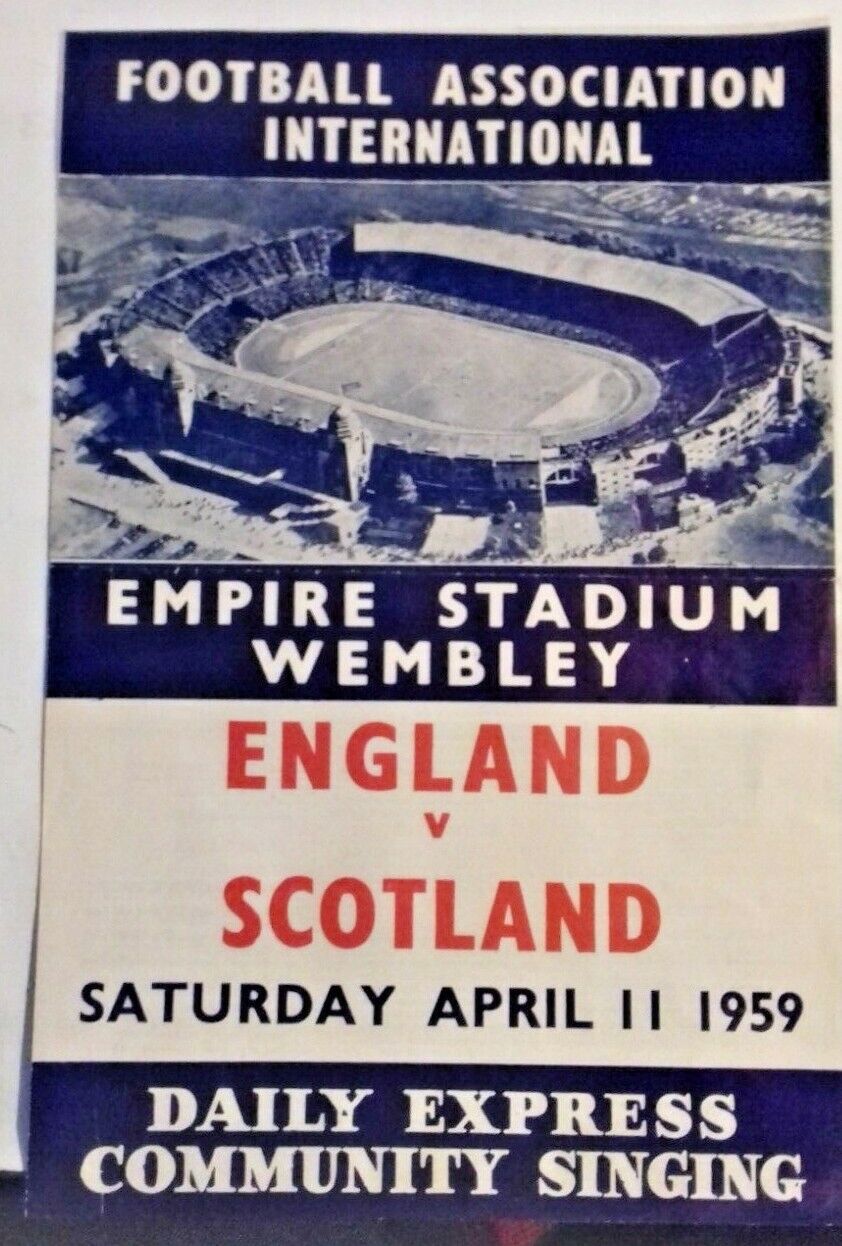 FOOTBALL ASSOCIATION
INTERNATIONAL
EMPIRE STADIUM
WEMBLEY
ENGLAND
v
SCOTLAND
SATURDAY APRIL 11 1959
DAILY EXPRESS
COMMUNITY SINGING